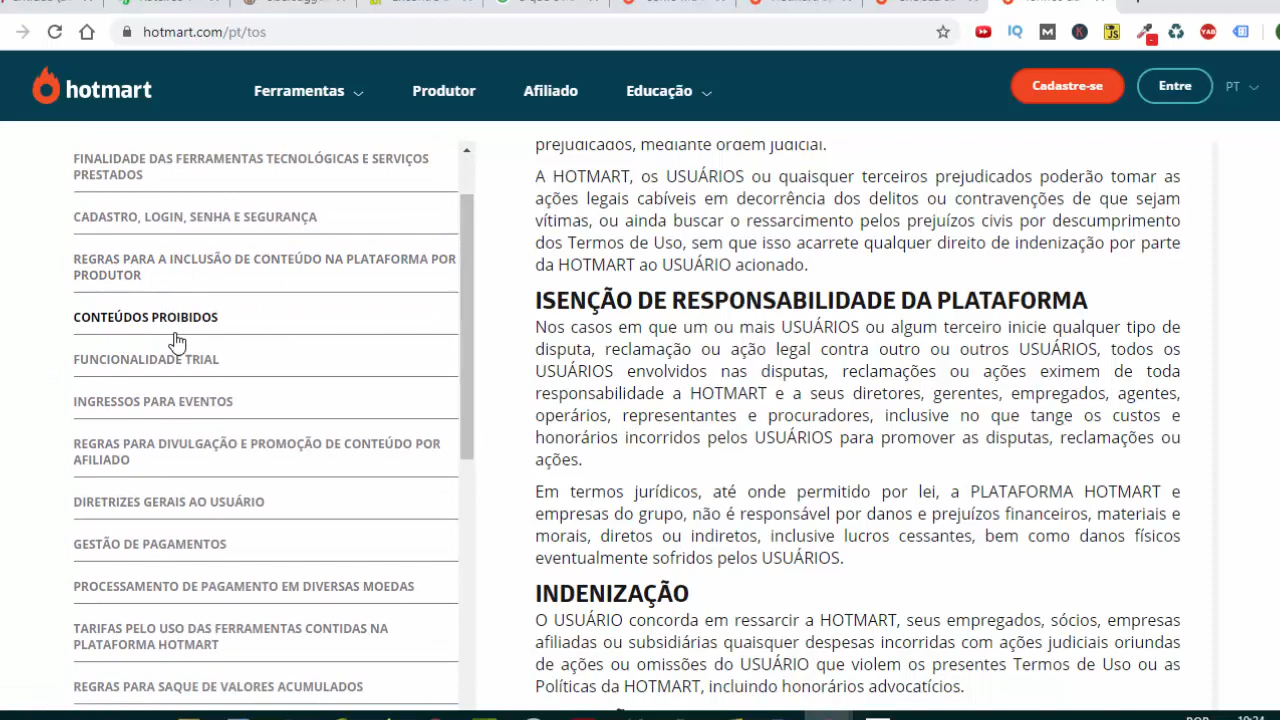 hotmart.com/pt/tos
hotmart
Ferramentas
Produtor
Afiliado
Educação
Cadastre-se
Entre
PT
FINALIDADE DAS FERRAMENTAS TECNOLÓGICAS E SERVIÇOS
PRESTADOS
CADASTRO, LOGIN, SENHA E SEGURANÇA
REGRAS PARA A INCLUSÃO DE CONTEÚDO NA PLATAFORMA POR
PRODUTOR
CONTEÚDOS PROIBIDOS
FUNCIONALIDADE TRIAL
INGRESSOS PARA EVENTOS
REGRAS PARA DIVULGAÇÃO E PROMOÇÃO DE CONTEÚDO POR
AFILIADO
DIRETRIZES GERAIS AO USUÁRIO
GESTÃO DE PAGAMENTOS
PROCESSAMENTO DE PAGAMENTO EM DIVERSAS MOEDAS
TARIFAS PELO USO DAS FERRAMENTAS CONTIDAS NA
PLATAFORMA HOTMART
REGRAS PARA SAQUE DE VALORES ACUMULADOS
prejudicados, mediante ordem judicial.
A HOTMART, os USUÁRIOS ou quaisquer terceiros prejudicados poderão tomar as
ações legais cabíveis em decorrência dos delitos ou contravenções de que sejam
vítimas, ou ainda buscar o ressarcimento pelos prejuízos civis por descumprimento
dos Termos de Uso, sem que isso acarrete qualquer direito de indenização por parte
da HOTMART ao USUÁRIO acionado.
ISENÇÃO DE RESPONSABILIDADE DA PLATAFORMA
Nos casos em que um ou mais USUÁRIOS ou algum terceiro inicie qualquer tipo de
disputa, reclamação ou ação legal contra outro ou outros USUÁRIOS, todos os
USUÁRIOS envolvidos nas disputas, reclamações ou ações eximem de toda
responsabilidade a HOTMART e a seus diretores, gerentes, empregados, agentes,
operários, representantes e procuradores, inclusive no que tange os custos e
honorários incorridos pelos USUÁRIOS para promover as disputas, reclamações ou
ações.
Em termos jurídicos, até onde permitido por lei, a PLATAFORMA HOTMART e
empresas do grupo, não é responsável por danos e prejuízos financeiros, materiais e
morais, diretos ou indiretos, inclusive lucros cessantes, bem como danos físicos
eventualmente sofridos pelos USUÁRIOS.
INDENIZAÇÃO
O USUÁRIO concorda em ressarcir a HOTMART, seus empregados, sócios, empresas
afiliadas ou subsidiárias quaisquer despesas incorridas com ações judiciais oriundas
de ações ou omissões do USUÁRIO que violem os presentes Termos de Uso ou as
Políticas da HOTMART, incluindo honorários advocatícios.